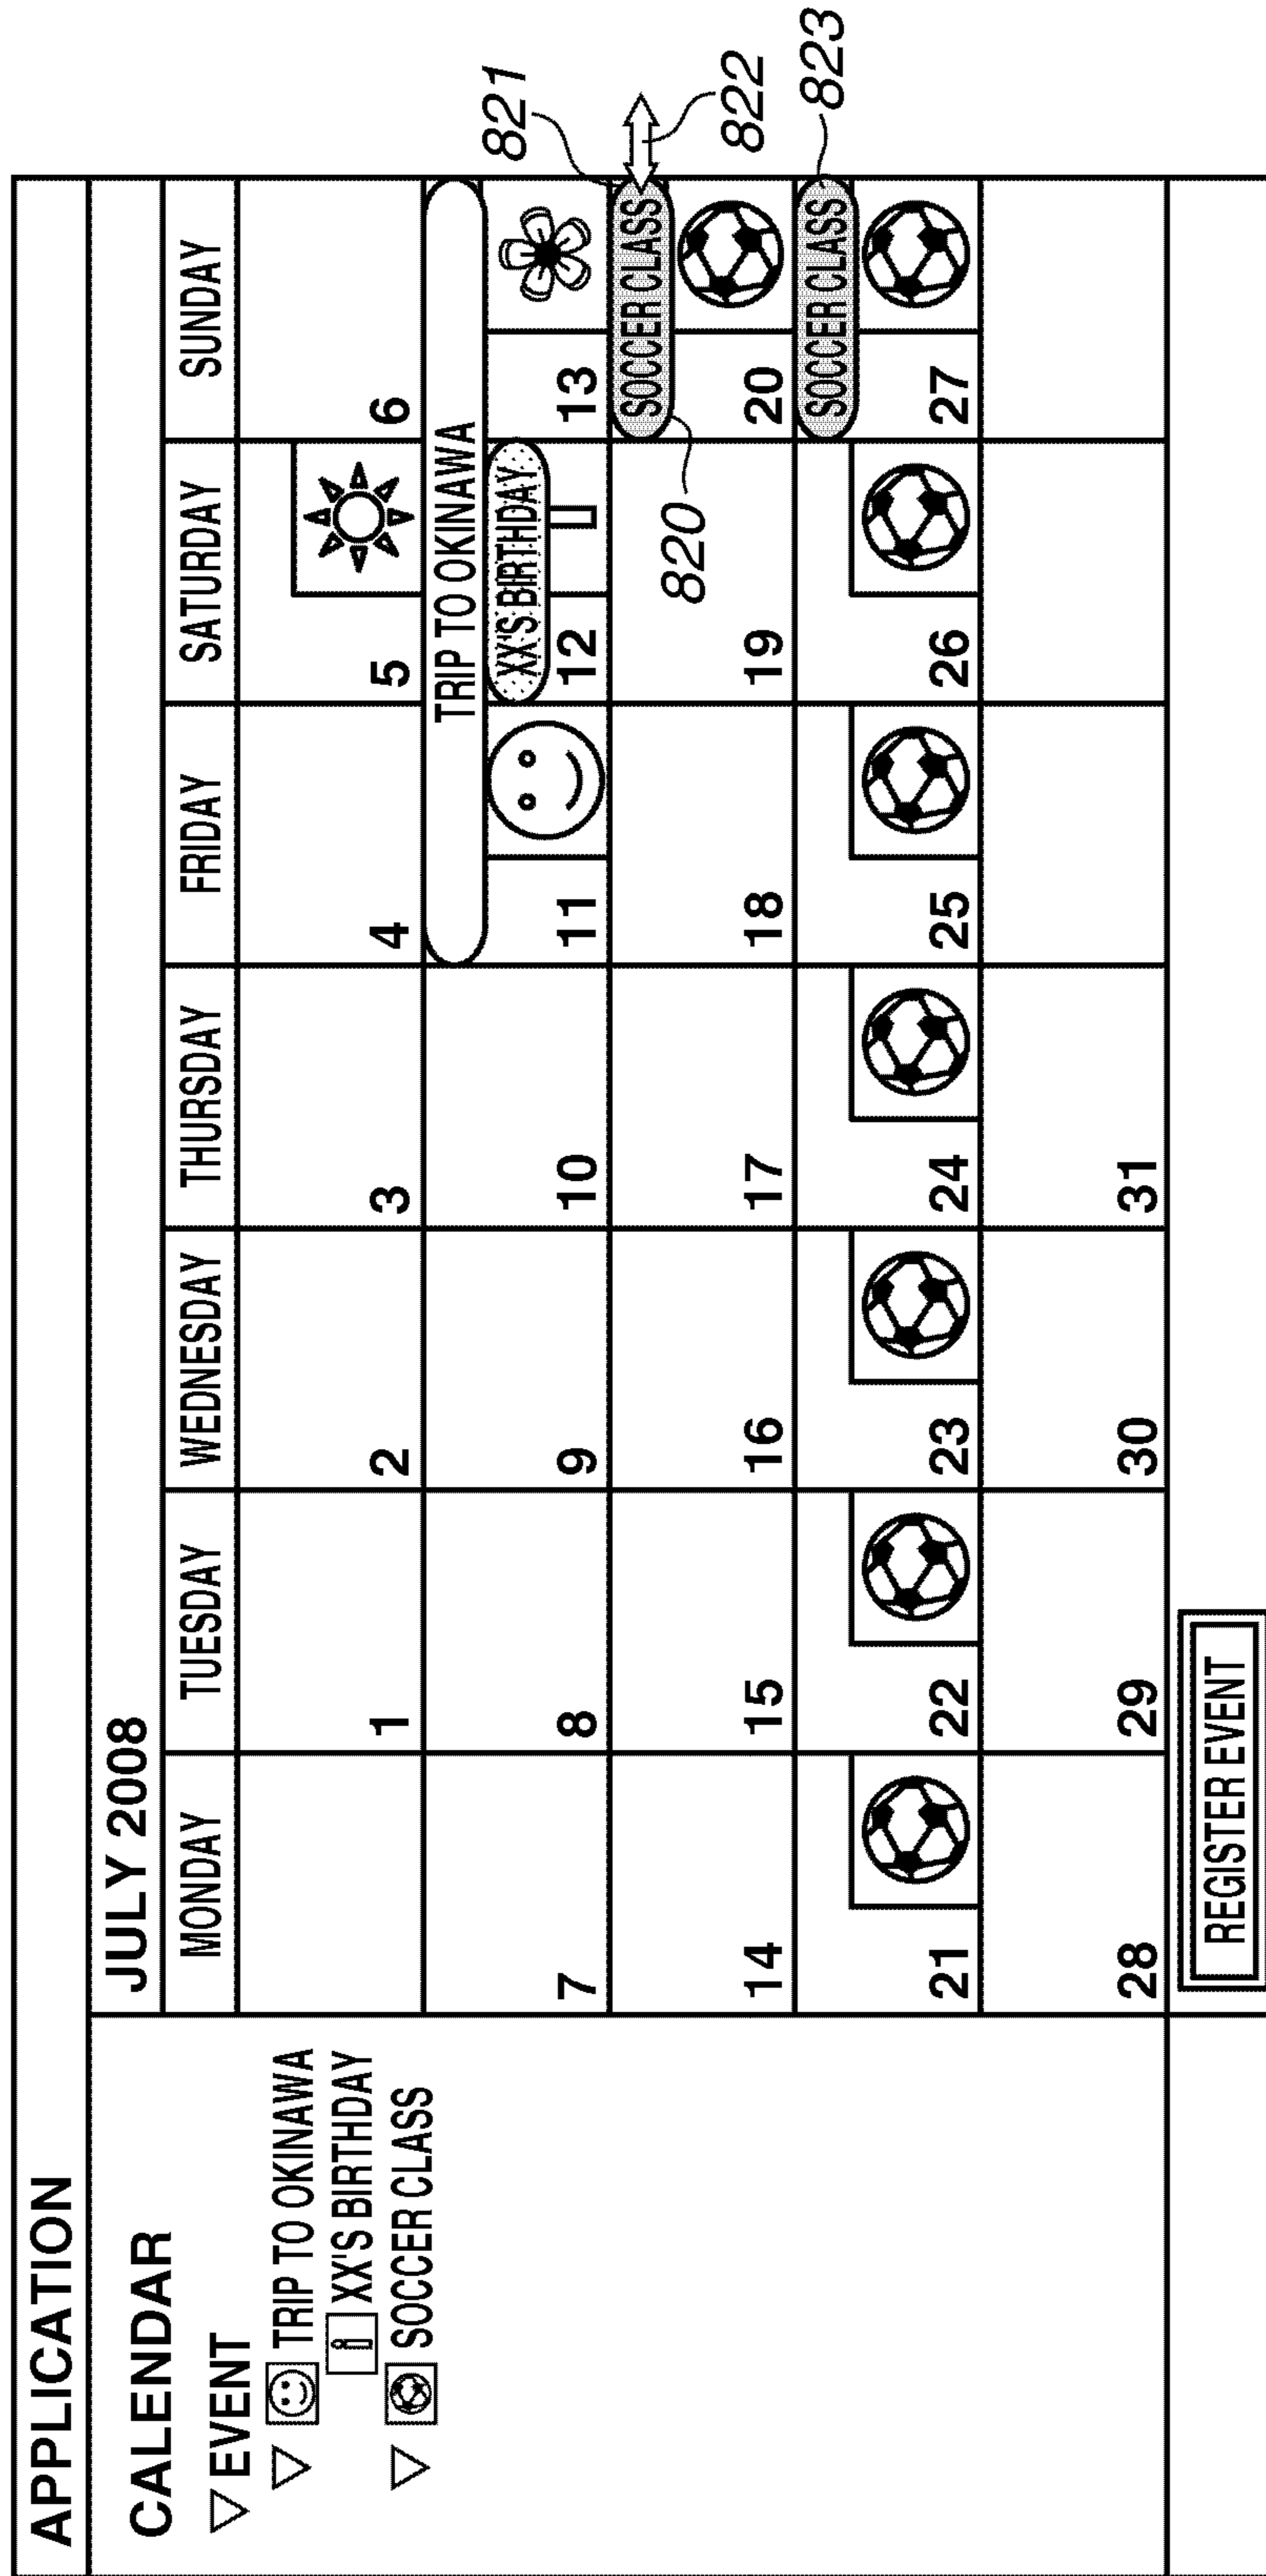 APPLICATION
CALENDAR
▽ EVENT
▽ TRIP TO OKINAWA
XX'S BIRTHDAY
▽ SOCCER CLASS
JULY 2008
MONDAY TUESDAY WEDNESDAY THURSDAY FRIDAY SATURDAY SUNDAY
1 2 3 4 5 6
TRIP TO OKINAWA
821
XX'S BIRTHDAY
7 8 9 10 11 12 13
SOCCER CLASS
822
820
14 15 16 17 18 19 20
SOCCER CLASS
823
21 22 23 24 25 26 27
28 29 30 31
REGISTER EVENT